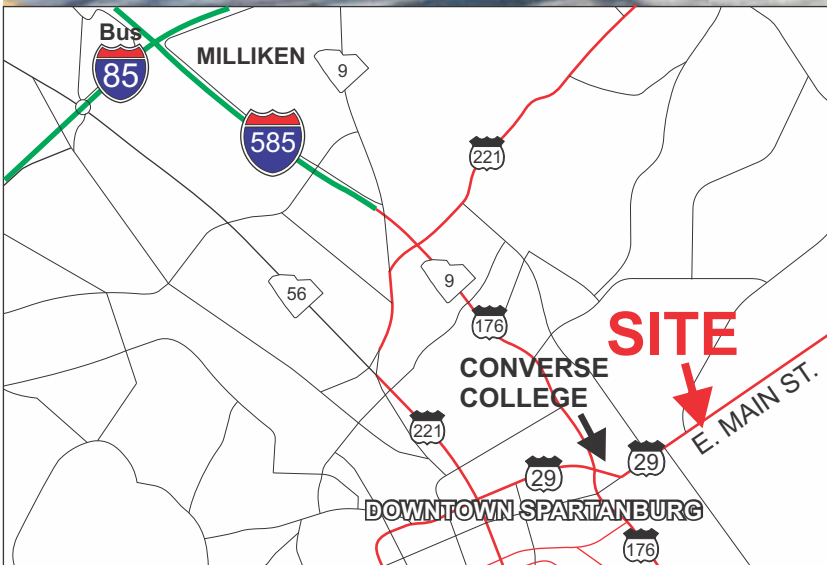 Bus
85
MILLIKEN
9
585
221
56
9
176
SITE
CONVERSE
COLLEGE
E. MAIN ST.
221
29
29
DOWNTOWN SPARTANBURG
176